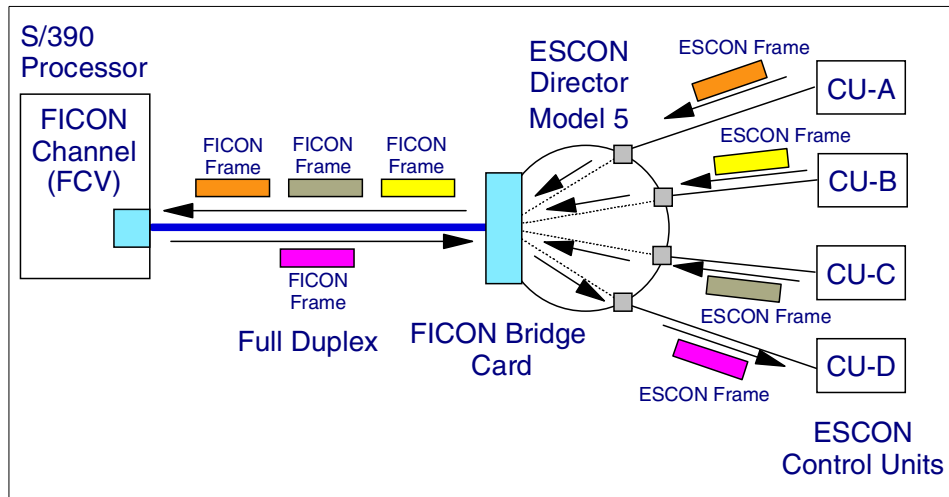 S/390
Processor
FICON
Channel
(FCV)
FICON
Frame
FICON
Frame
FICON
Frame
FICON
Frame
Full Duplex
FICON Bridge
Card
ESCON
Director
Model 5
ESCON Frame
CU-A
ESCON Frame
CU-B
CU-C
ESCON Frame
CU-D
ESCON Frame
ESCON
Control Units